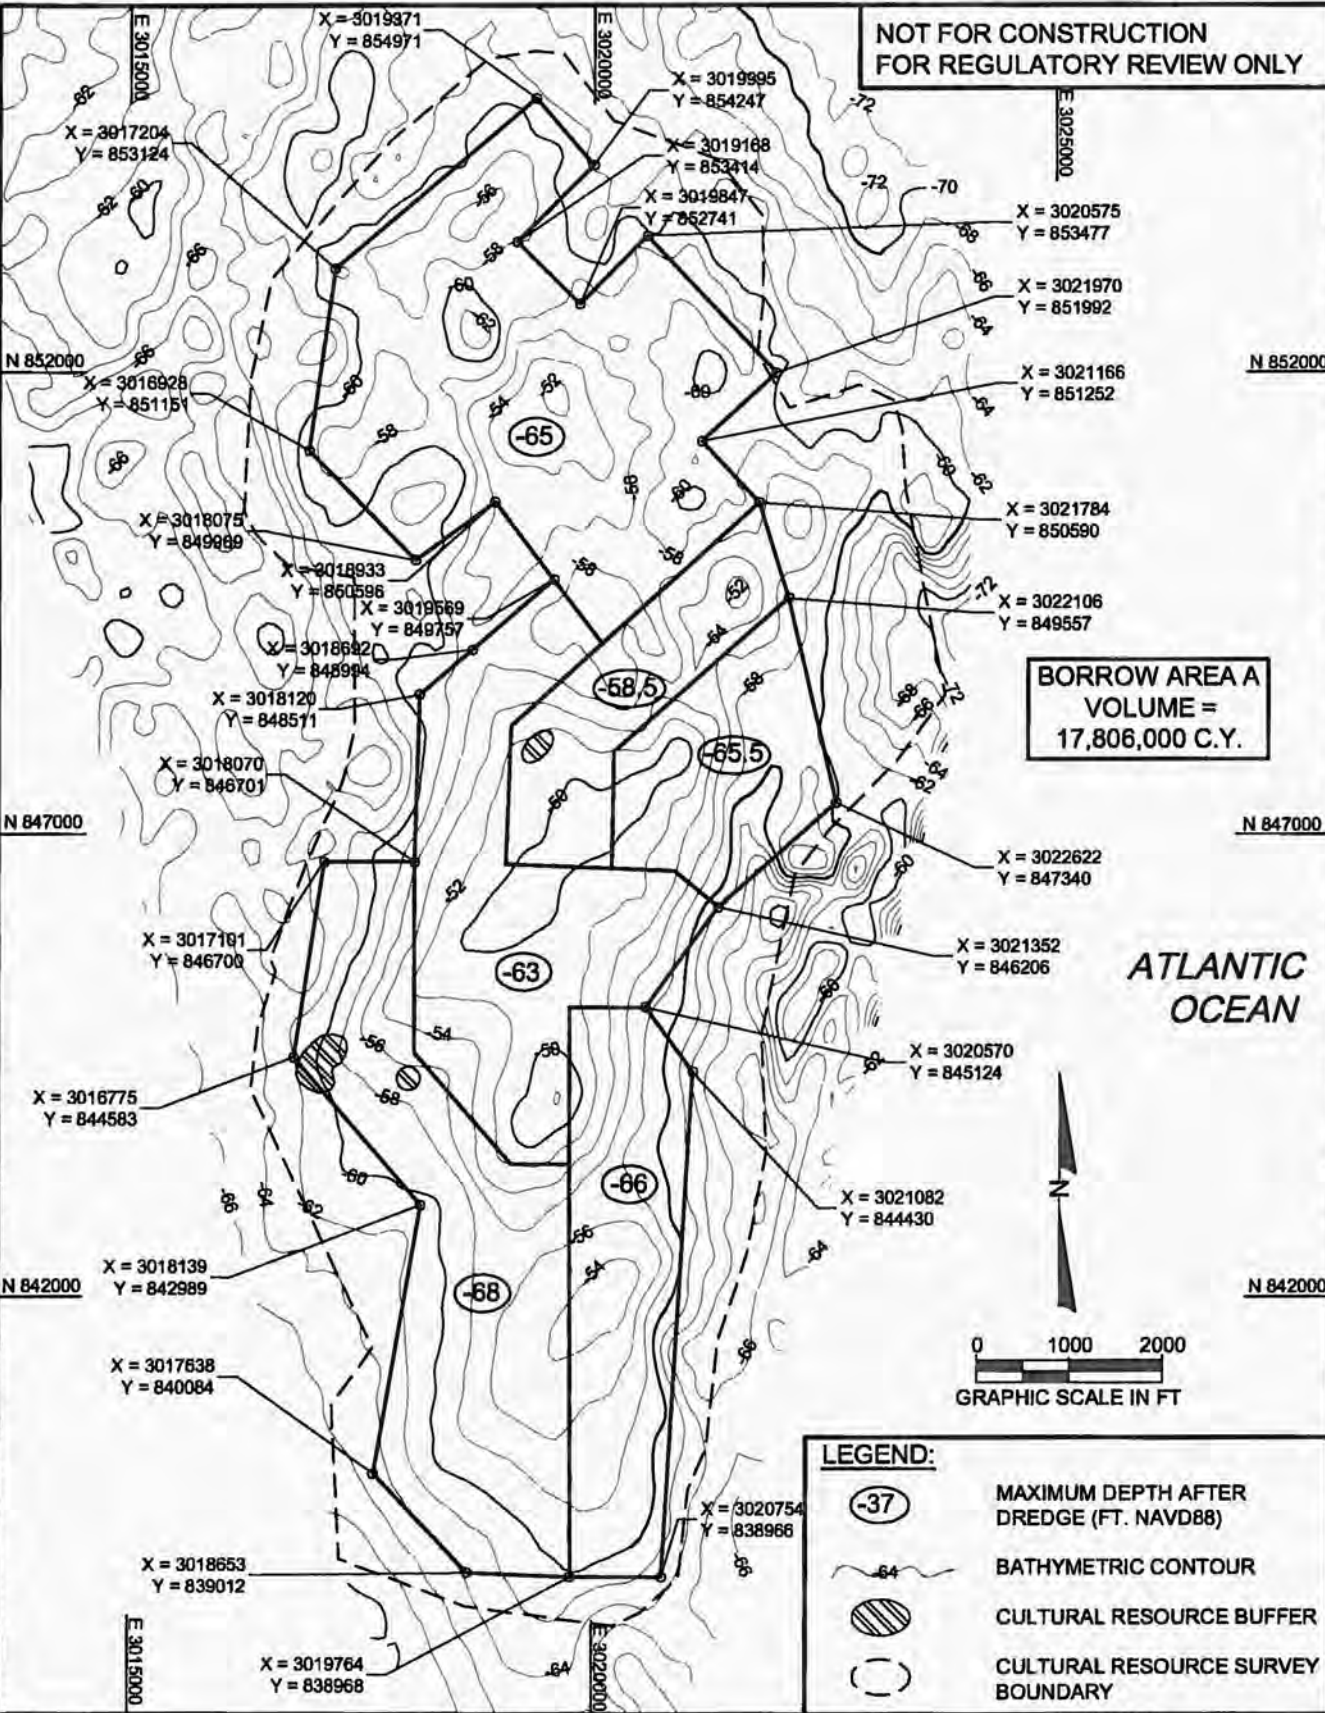 NOT FOR CONSTRUCTION
FOR REGULATORY REVIEW ONLY
E 3015000
E 3020000
E 3025000
X = 3019371
Y = 854971
X = 3019995
Y = 854247
X = 3017204
Y = 853124
X = 3019168
Y = 853414
X = 3019847
Y = 852741
X = 3020575
Y = 853477
X = 3021970
Y = 851992
N 852000
N 852000
X = 3016928
Y = 851151
X = 3021166
Y = 851252
-65
X = 3018075
Y = 849969
X = 3021784
Y = 850590
X = 3018933
Y = 850596
X = 3019569
Y = 849757
X = 3022106
Y = 849557
X = 3018692
Y = 848994
X = 3018120
Y = 848511
-58.5
BORROW AREA A
VOLUME =
17,806,000 C.Y.
-65.5
X = 3018070
Y = 846701
N 847000
N 847000
X = 3022622
Y = 847340
X = 3017101
Y = 846700
X = 3021352
Y = 846206
-63
ATLANTIC
OCEAN
X = 3020570
Y = 845124
X = 3016775
Y = 844583
-66
N
X = 3021082
Y = 844430
X = 3018139
Y = 842989
N 842000
N 842000
-68
0 1000 2000
GRAPHIC SCALE IN FT
X = 3017638
Y = 840084
X = 3020754
Y = 838966
X = 3018653
Y = 839012
X = 3019764
Y = 838968
E 3015000
E 3020000
LEGEND:
-37
MAXIMUM DEPTH AFTER
DREDGE (FT. NAVD88)
-64
BATHYMETRIC CONTOUR
CULTURAL RESOURCE BUFFER
CULTURAL RESOURCE SURVEY
BOUNDARY